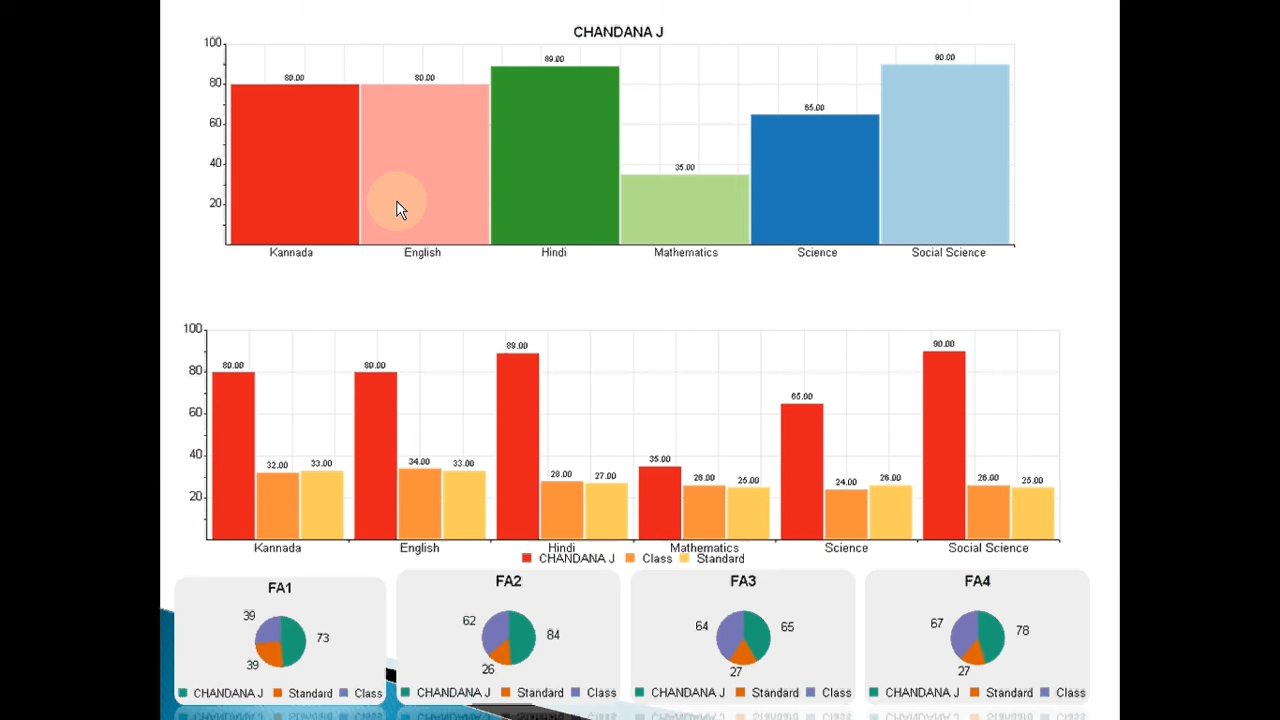 CHANDANA J
100
80
60
40
20
80.00
80.00
89.00
35.00
65.00
90.00
Kannada English Hindi Mathematics Science Social Science
100
80
60
40
20
80.00 32.00 33.00
80.00 34.00 33.00
89.00 28.00 27.00
35.00 26.00 25.00
65.00 24.00 26.00
90.00 26.00 25.00
Kannada English Hindi Mathematics Science Social Science
CHANDANA J Class Standard
FA1
39
73
39
CHANDANA J Standard Class
FA2
62
84
26
CHANDANA J Standard Class
FA3
64
65
27
CHANDANA J Standard Class
FA4
67
78
27
CHANDANA J Standard Class